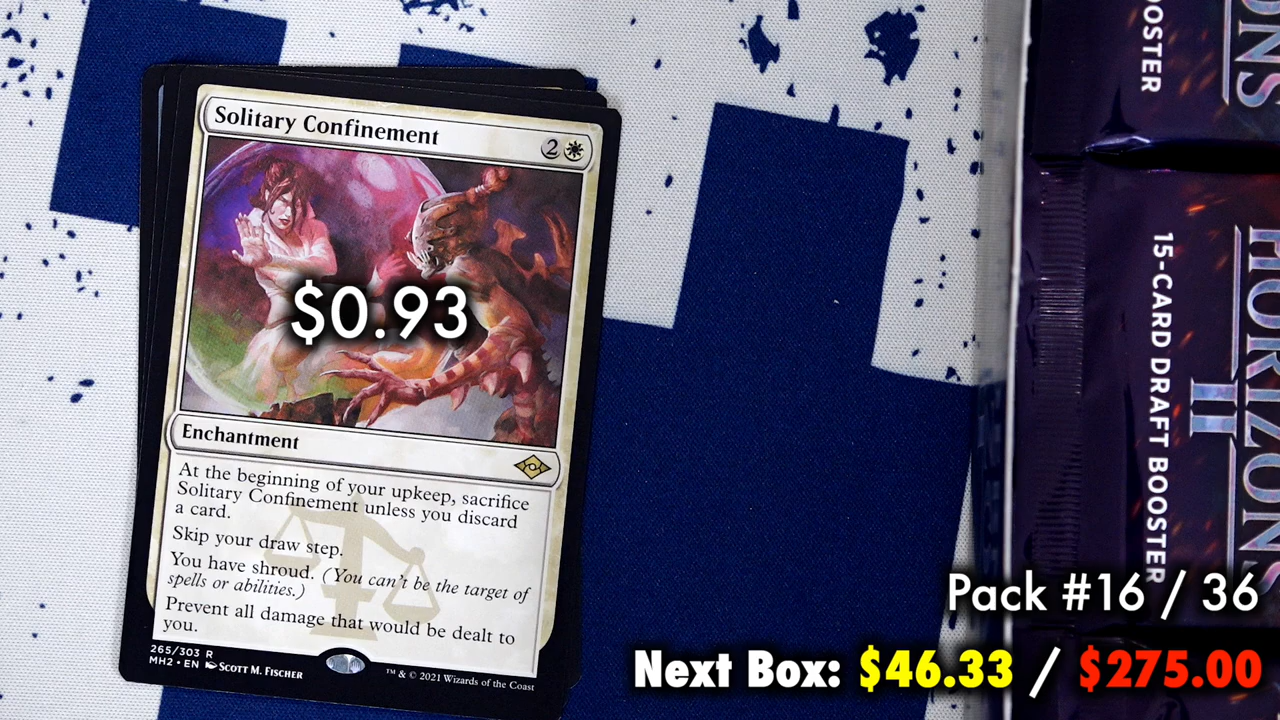 Solitary Confinement
2
$0.93
Enchantment
At the beginning of your upkeep, sacrifice
Solitary Confinement unless you discard
a card.
Skip your draw step.
You have shroud. (You can't be the target of
spells or abilities.)
Prevent all damage that would be dealt to
you.
265/303 R
MH2 • EN Scott M. Fischer
™ & © 2021 Wizards of the Coast
OOSTER
ONS
15-CARD DRAFT BOOSTER
HORIZONS
II
Pack #16 / 36
Next Box: $46.33 / $275.00